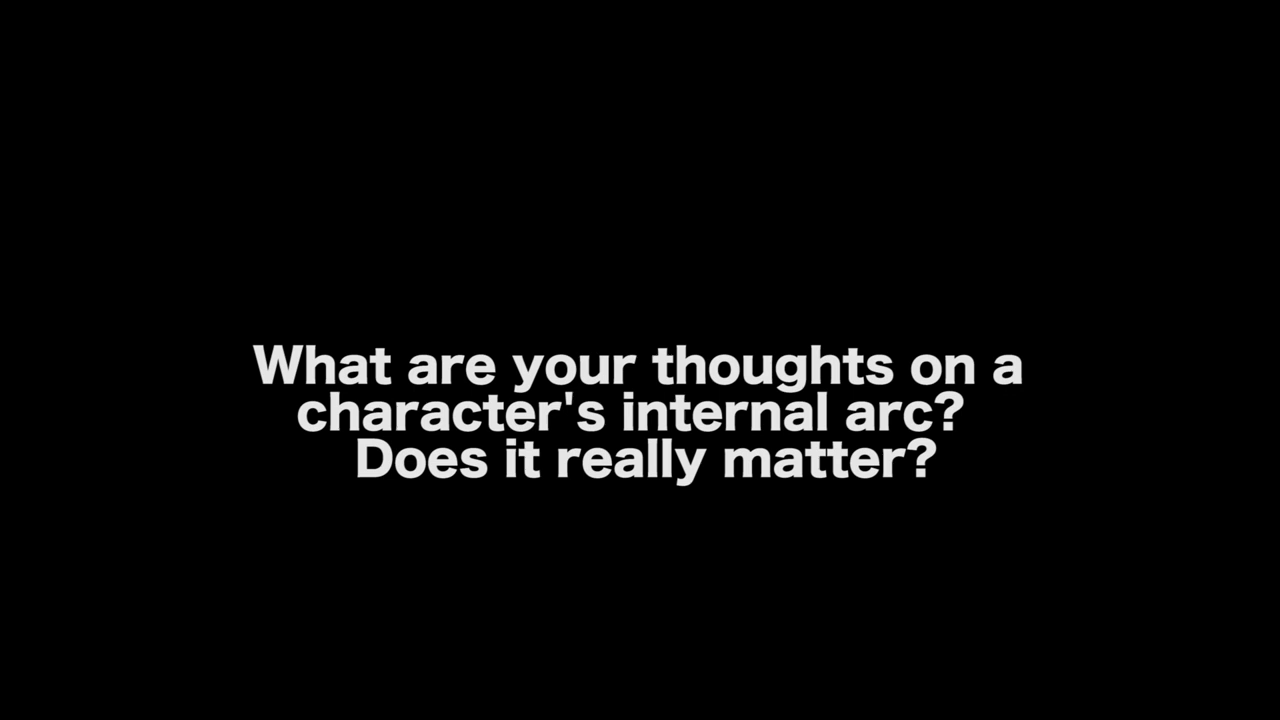 What are your thoughts on a
character's internal arc?
Does it really matter?